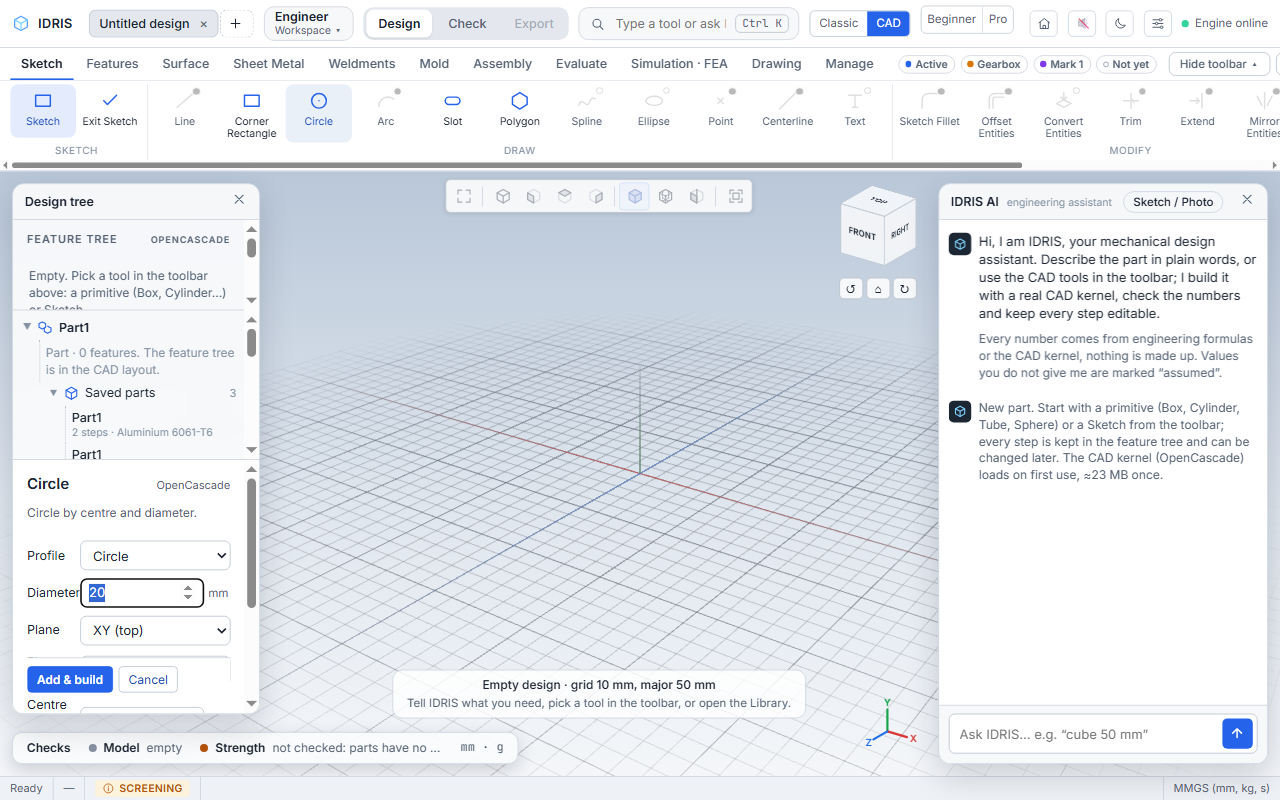 IDRIS
Untitled design ×
+
Engineer
Workspace
Design
Check
Export
Type a tool or ask I
Ctrl K
Classic
CAD
Beginner
Pro
Engine online
Sketch
Features
Surface
Sheet Metal
Weldments
Mold
Assembly
Evaluate
Simulation · FEA
Drawing
Manage
Active
Gearbox
Mark 1
Not yet
Hide toolbar
Sketch
Exit Sketch
Line
Corner
Rectangle
Circle
Arc
Slot
Polygon
Spline
Ellipse
Point
Centerline
Text
Sketch Fillet
Offset
Entities
Convert
Entities
Trim
Extend
Mirror
Entities
SKETCH
DRAW
MODIFY
Design tree
FEATURE TREE
OPENCASCADE
Empty. Pick a tool in the toolbar
above: a primitive (Box, Cylinder...)
or Sketch
Part1
Part · 0 features. The feature tree
is in the CAD layout.
Saved parts 3
Part1
2 steps · Aluminium 6061-T6
Part1
Circle
OpenCascade
Circle by centre and diameter.
Profile
Circle
Diameter
20
mm
Plane
XY (top)
Add & build
Cancel
Centre
TOP
FRONT
RIGHT
Empty design · grid 10 mm, major 50 mm
Tell IDRIS what you need, pick a tool in the toolbar, or open the Library.
Y
Z
X
IDRIS AI
engineering assistant
Sketch / Photo
Hi, I am IDRIS, your mechanical design
assistant. Describe the part in plain words, or
use the CAD tools in the toolbar; I build it
with a real CAD kernel, check the numbers
and keep every step editable.
Every number comes from engineering formulas
or the CAD kernel, nothing is made up. Values
you do not give me are marked “assumed”.
New part. Start with a primitive (Box, Cylinder,
Tube, Sphere) or a Sketch from the toolbar;
every step is kept in the feature tree and can be
changed later. The CAD kernel (OpenCascade)
loads on first use, ≈23 MB once.
Ask IDRIS... e.g. “cube 50 mm”
Checks
Model empty
Strength not checked: parts have no ...
mm · g
Ready
—
SCREENING
MMGS (mm, kg, s)